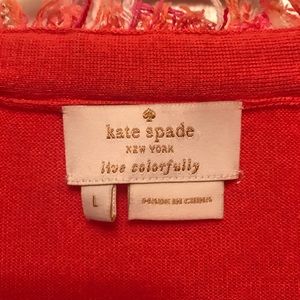 kate spade
NEW YORK
live colorfully
L
MADE IN CHINA